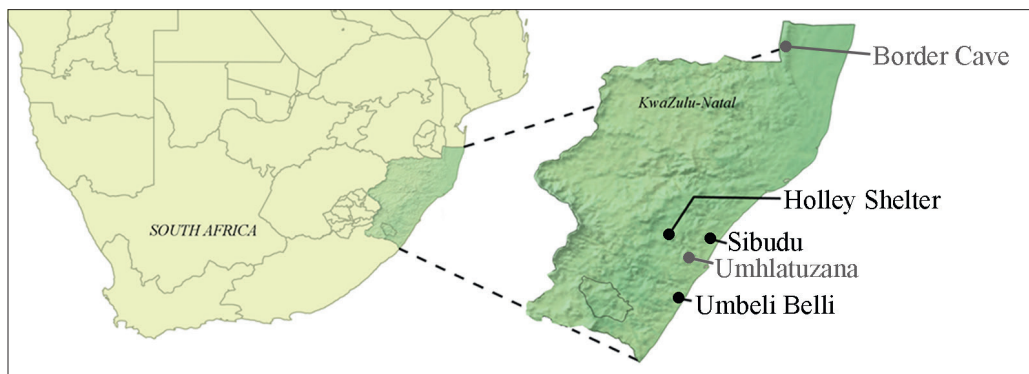 Border Cave
KwaZulu-Natal
Holley Shelter
SOUTH AFRICA
Sibudu
Umhlatuzana
Umbeli Belli